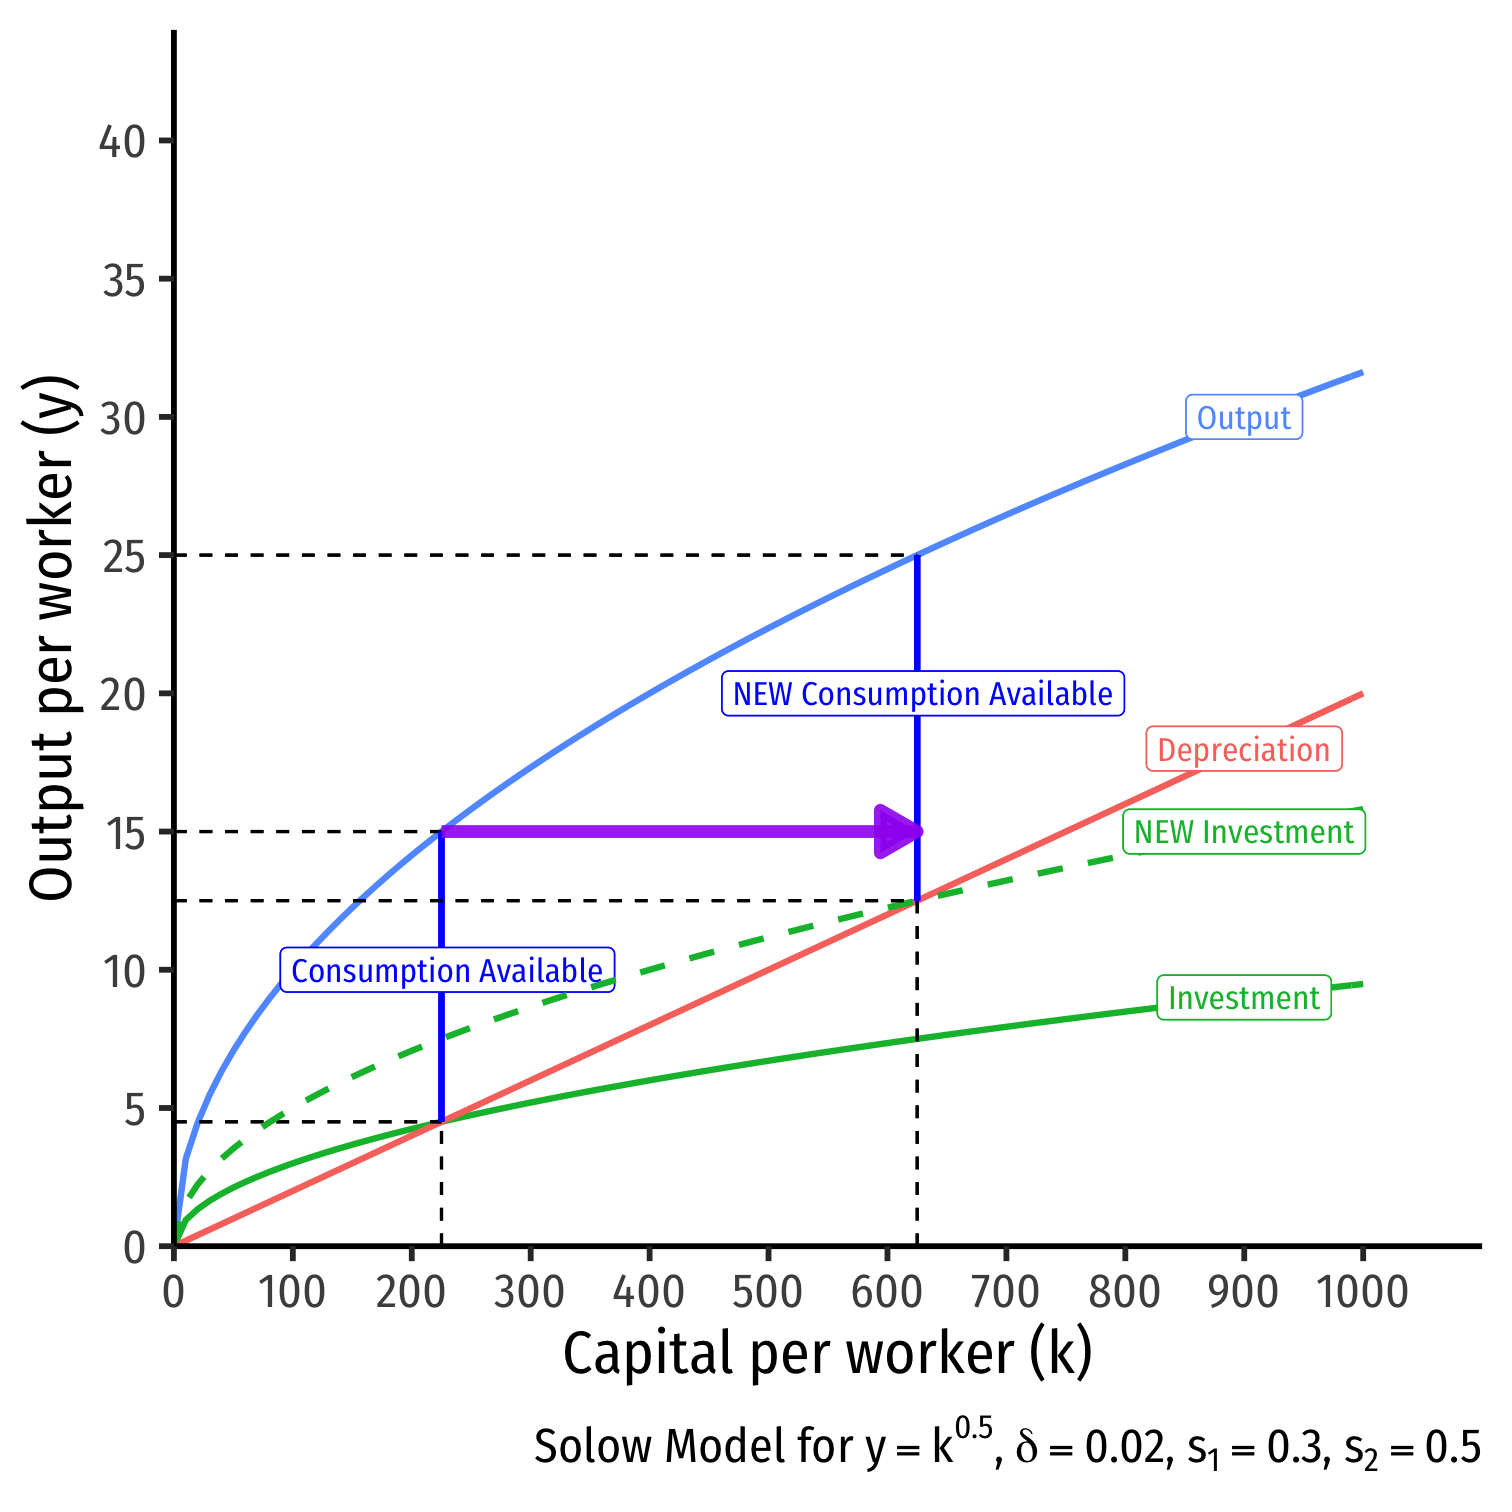 40
35
30
25
20
15
10
5
0
Output per worker (y)
Output
NEW Consumption Available
Depreciation
NEW Investment
Consumption Available
Investment
0 100 200 300 400 500 600 700 800 900 1000
Capital per worker (k)
Solow Model for y = k^0.5, δ = 0.02, s₁ = 0.3, s₂ = 0.5